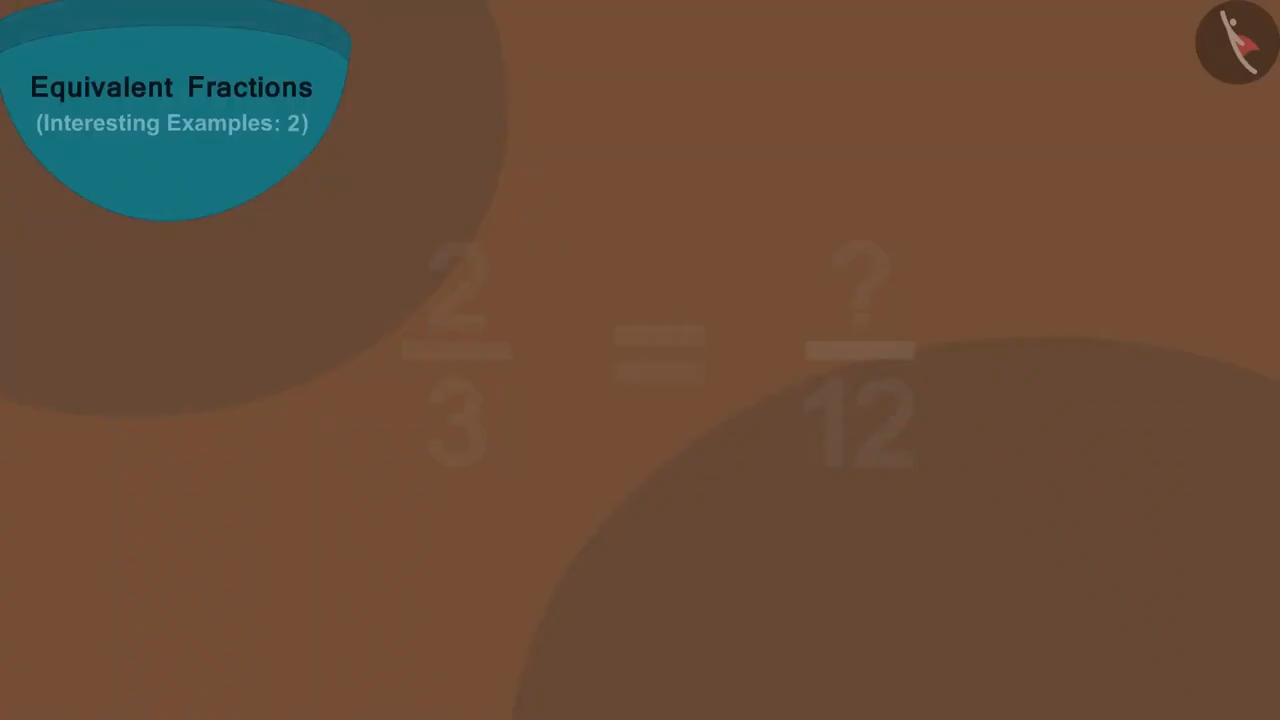 Equivalent Fractions
(Interesting Examples: 2)
2 ?
— = —
3 12